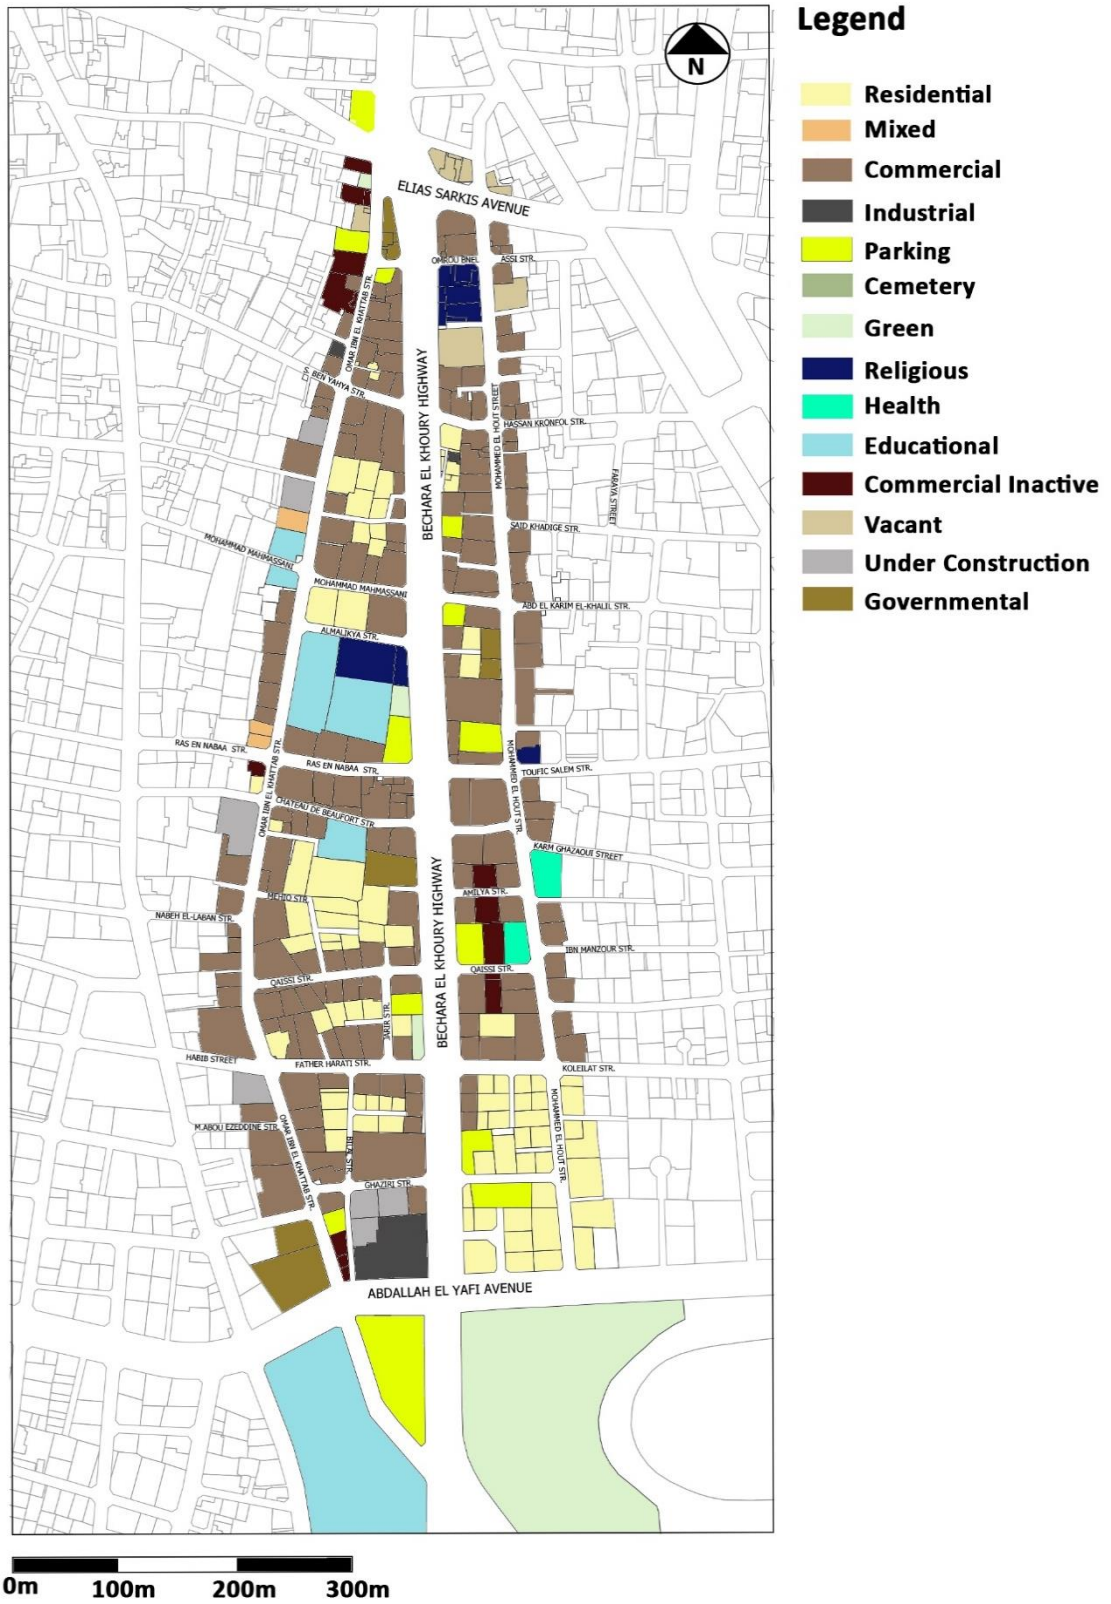 Legend
N
Residential
Mixed
Commercial
Industrial
Parking
Cemetery
Green
Religious
Health
Educational
Commercial Inactive
Vacant
Under Construction
Governmental
ELIAS SARKIS AVENUE
OMROU BNEL
ASSI STR.
OMAR IBN EL KHATTAB STR.
BEN YAHYA STR.
BECHARA EL KHOURY HIGHWAY
MOHAMMED EL HOUT STREET
HASSAN KRONFOL STR.
FARAYA STREET
SAID KHADIGE STR.
MOHAMMAD MAHMASSANI
MOHAMMAD MAHMASSANI
ABD EL KARIM EL-KHALIL STR.
ALMALIKYA STR.
RAS EN NABAA STR.
RAS EN NABAA STR.
MOHAMMED EL HOUT STR.
TOUFIC SALEM STR.
OMAR IBN EL KHATTAB STR.
CHATEAU DE BEAUFORT STR.
KARM GHAZAOUI STREET
BECHARA EL KHOURY HIGHWAY
AMILYA STR.
MEHIO STR.
NABEH EL-LABAN STR.
IBN MANZOUR STR.
QAISSI STR.
QAISSI STR.
JARIR STR.
HABIB STREET
FATHER HARATI STR.
KOLEILAT STR.
M.ABOU EZEDDINE STR.
OMAR IBN EL KHATTAB STR.
BILAL STR.
MOHAMMED EL HOUT STR.
GHAZIRI STR.
ABDALLAH EL YAFI AVENUE
0m 100m 200m 300m